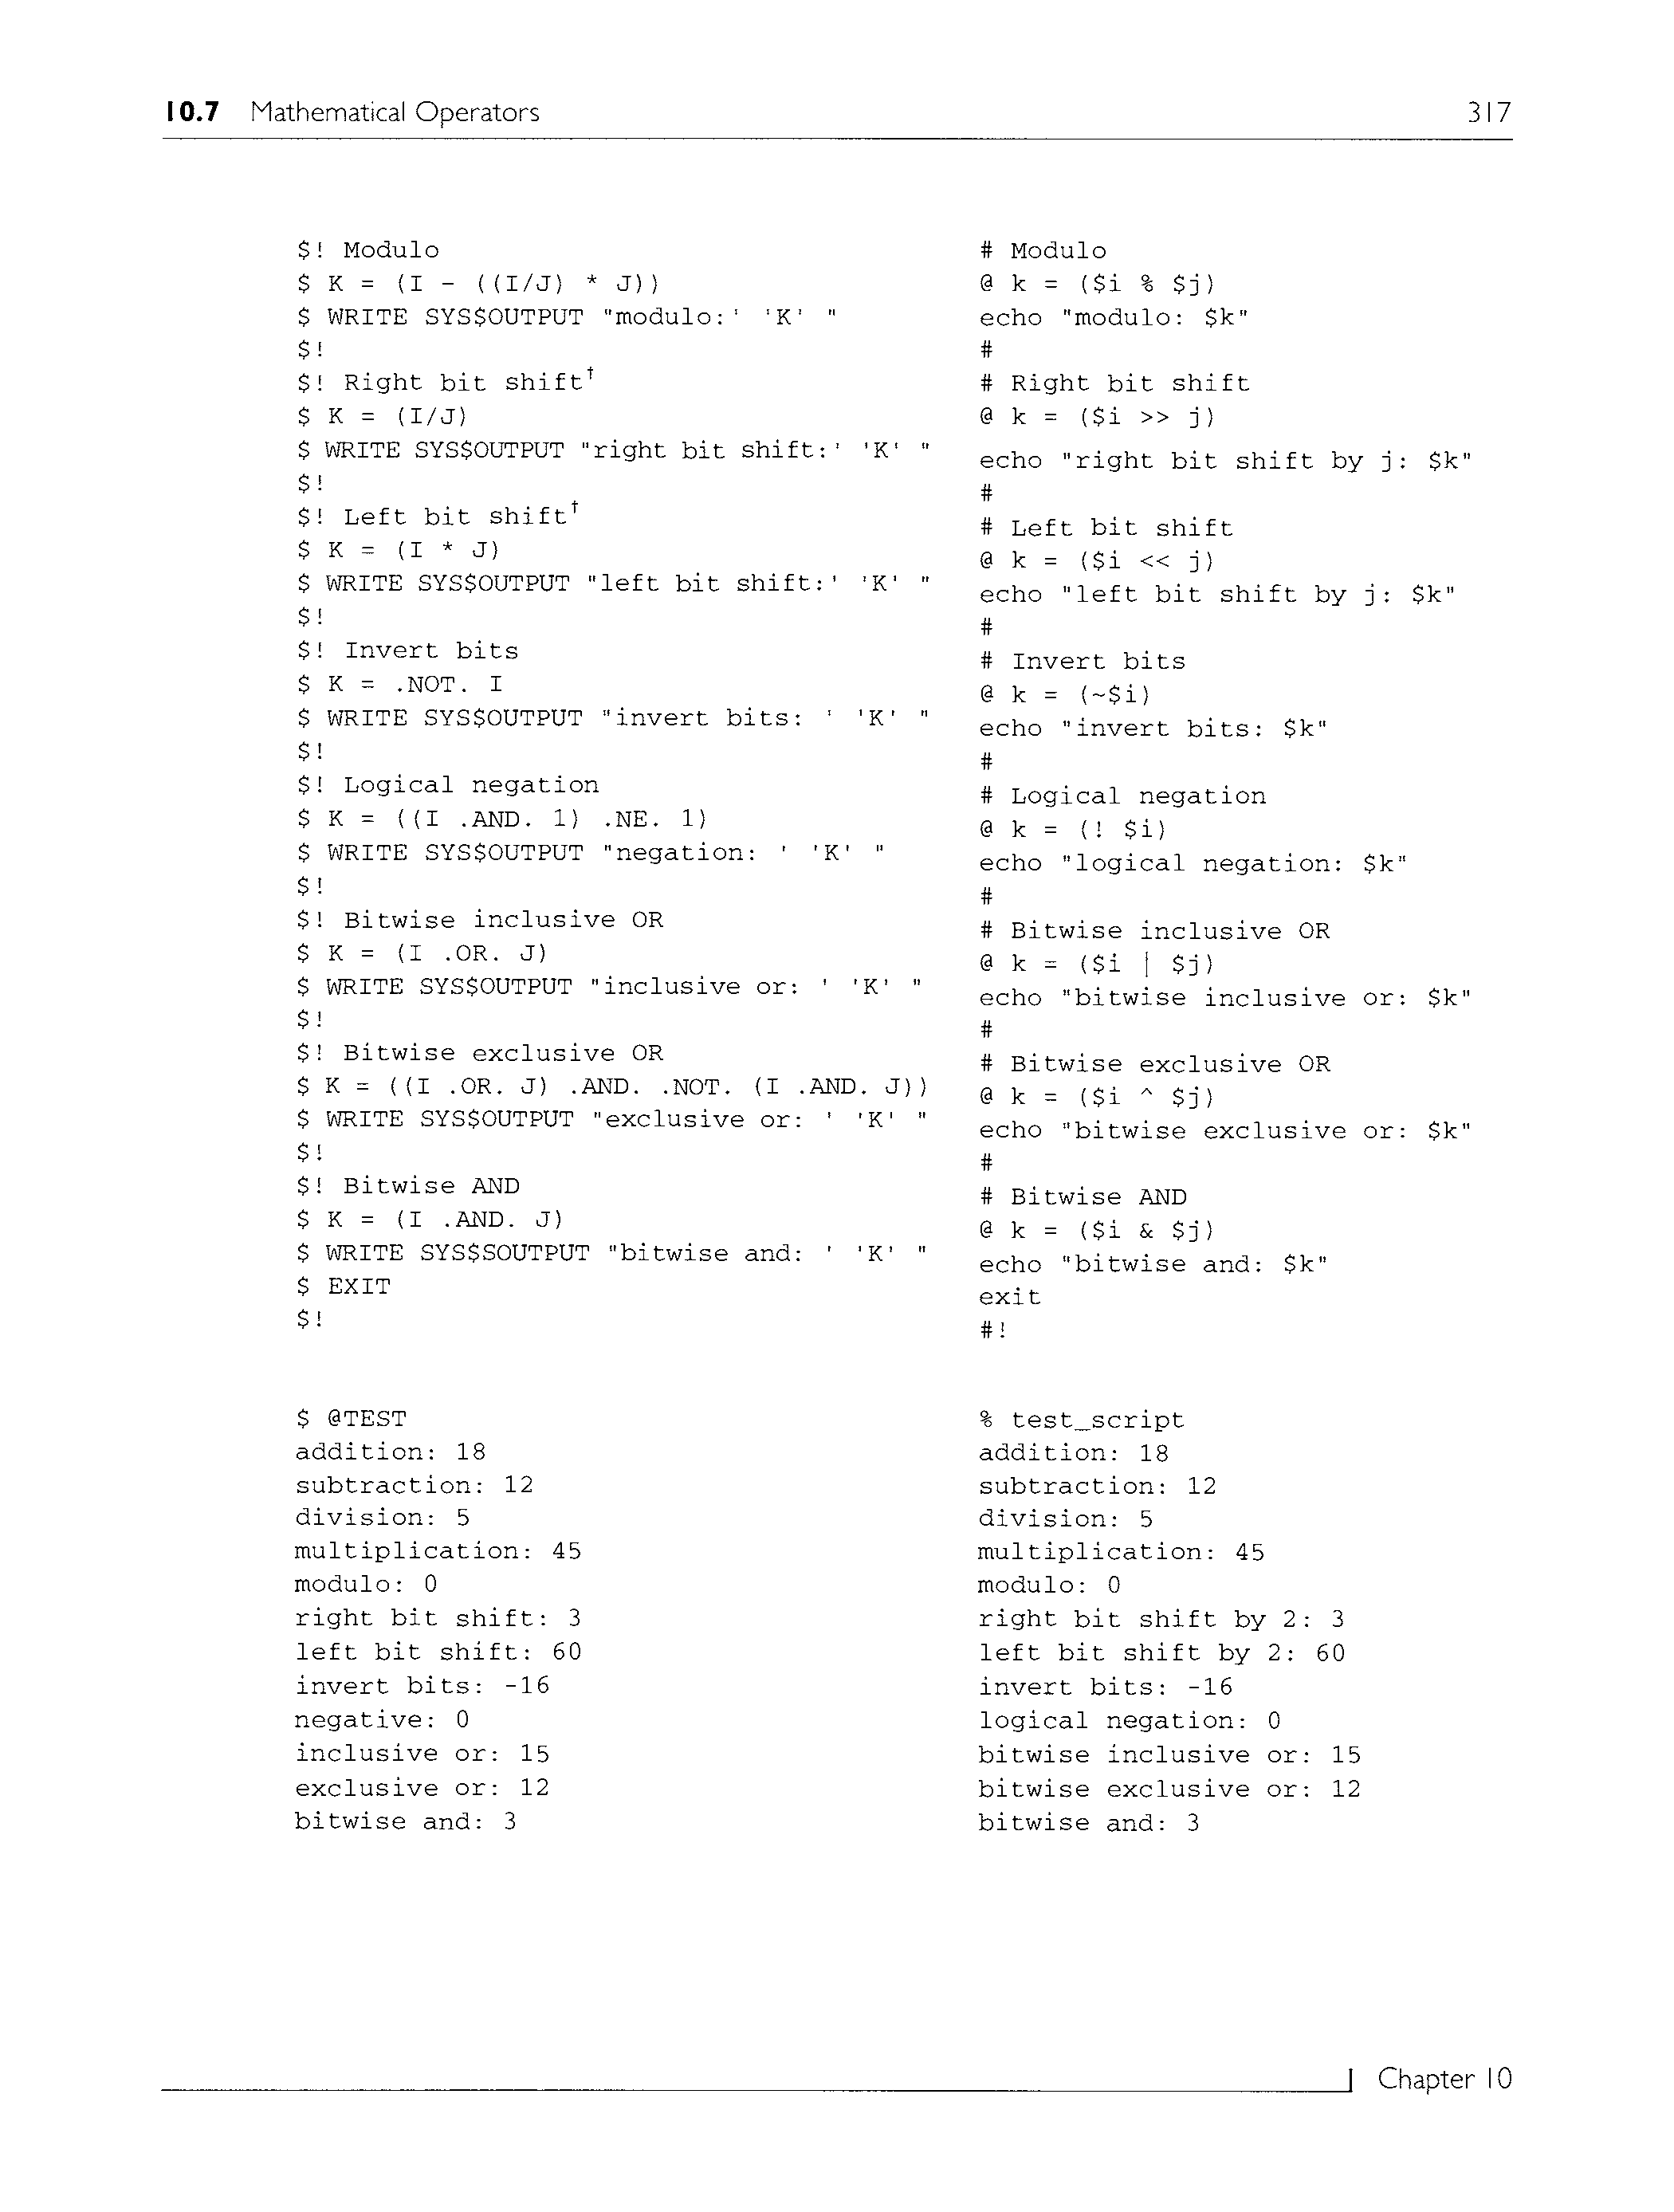 10.7 Mathematical Operators 317
$! Modulo
$ K = (I - ((I/J) * J))
$ WRITE SYS$OUTPUT "modulo:' 'K' "
$!
$! Right bit shift†
$ K = (I/J)
$ WRITE SYS$OUTPUT "right bit shift:' 'K' "
$!
$! Left bit shift†
$ K = (I * J)
$ WRITE SYS$OUTPUT "left bit shift:' 'K' "
$!
$! Invert bits
$ K = .NOT. I
$ WRITE SYS$OUTPUT "invert bits: ' 'K' "
$!
$! Logical negation
$ K = ((I .AND. 1) .NE. 1)
$ WRITE SYS$OUTPUT "negation: ' 'K' "
$!
$! Bitwise inclusive OR
$ K = (I .OR. J)
$ WRITE SYS$OUTPUT "inclusive or: ' 'K' "
$!
$! Bitwise exclusive OR
$ K = ((I .OR. J) .AND. .NOT. (I .AND. J))
$ WRITE SYS$OUTPUT "exclusive or: ' 'K' "
$!
$! Bitwise AND
$ K = (I .AND. J)
$ WRITE SYS$SOUTPUT "bitwise and: ' 'K' "
$ EXIT
$!
# Modulo
@ k = ($i % $j)
echo "modulo: $k"
#
# Right bit shift
@ k = ($i >> j)
echo "right bit shift by j: $k"
#
# Left bit shift
@ k = ($i << j)
echo "left bit shift by j: $k"
#
# Invert bits
@ k = (~$i)
echo "invert bits: $k"
#
# Logical negation
@ k = (! $i)
echo "logical negation: $k"
#
# Bitwise inclusive OR
@ k = ($i | $j)
echo "bitwise inclusive or: $k"
#
# Bitwise exclusive OR
@ k = ($i ^ $j)
echo "bitwise exclusive or: $k"
#
# Bitwise AND
@ k = ($i & $j)
echo "bitwise and: $k"
exit
#!
$ @TEST
addition: 18
subtraction: 12
division: 5
multiplication: 45
modulo: 0
right bit shift: 3
left bit shift: 60
invert bits: -16
negative: 0
inclusive or: 15
exclusive or: 12
bitwise and: 3
% test_script
addition: 18
subtraction: 12
division: 5
multiplication: 45
modulo: 0
right bit shift by 2: 3
left bit shift by 2: 60
invert bits: -16
logical negation: 0
bitwise inclusive or: 15
bitwise exclusive or: 12
bitwise and: 3
Chapter 10